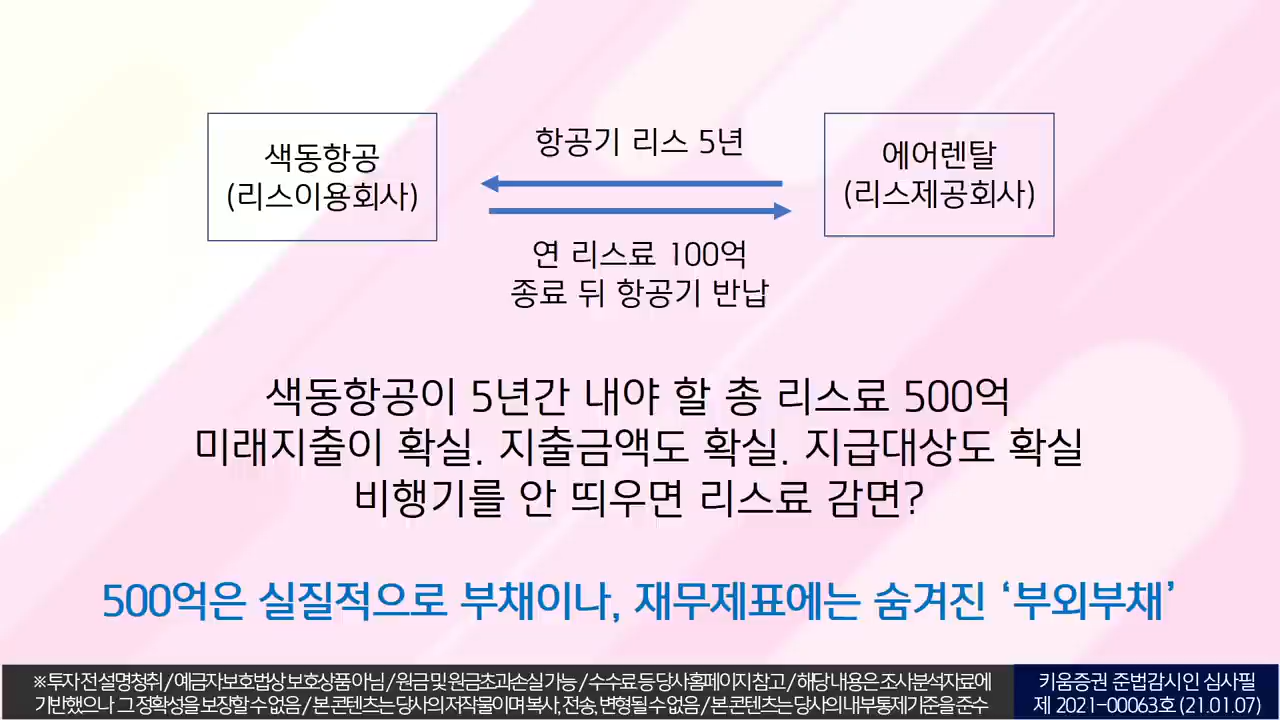 색동항공
(리스이용회사)
항공기 리스 5년
에어렌탈
(리스제공회사)
연 리스료 100억
종료 뒤 항공기 반납
색동항공이 5년간 내야 할 총 리스료 500억
미래지출이 확실. 지출금액도 확실. 지급대상도 확실
비행기를 안 띄우면 리스료 감면?
500억은 실질적으로 부채이나, 재무제표에는 숨겨진 ‘부외부채’
※투자 전 설명청취 / 예금자보호법상 보호상품 아님 / 원금 및 원금초과손실 가능 / 수수료 등 당사홈페이지 참고 / 해당 내용은 조사분석자료에
기반했으나 그 정확성을 보장할 수 없음 / 본 콘텐츠는 당사의 저작물이며 복사, 전송, 변형될 수 없음 / 본 콘텐츠는 당사의 내부통제기준을 준수
키움증권 준법감시인 심사필
제 2021-00063호 (21.01.07)